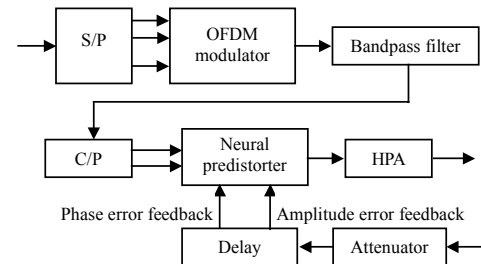 S/P
OFDM
modulator
Bandpass filter
C/P
Neural
predistorter
HPA
Phase error feedback
Amplitude error feedback
Delay
Attenuator